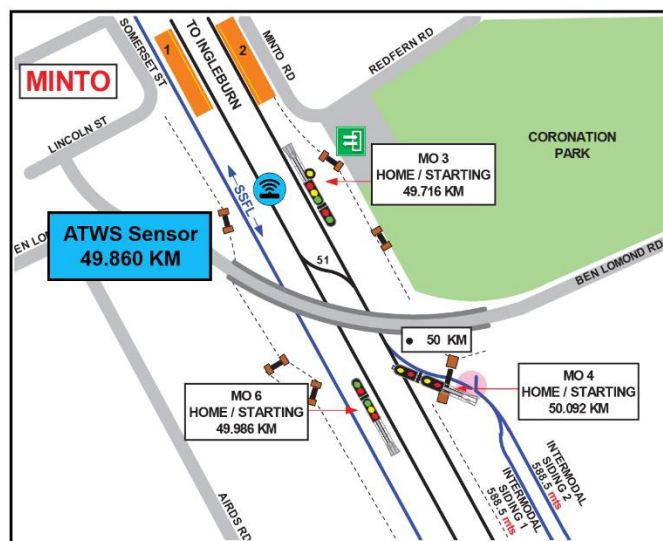 SOMERSET ST
1
TO INGLEBURN
2
MINTO RD
REDFERN RD
MINTO
LINCOLN ST
CORONATION
PARK
MO 3
HOME / STARTING
49.716 KM
SSFL
ATWS Sensor
49.860 KM
EN LOM
51
BEN LOMOND RD
50 KM
MO 4
HOME / STARTING
50.092 KM
MO 6
HOME / STARTING
49.986 KM
AIRDS RD
INTERMODAL
SIDING 1
588.5 mts
INTERMODAL
SIDING 2
588.5 mts